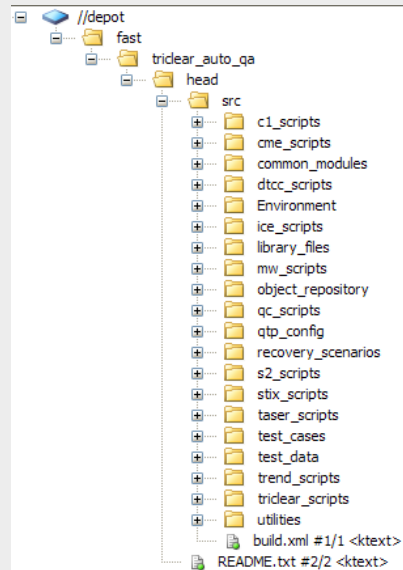 //depot
fast
triclear_auto_qa
head
src
c1_scripts
cme_scripts
common_modules
dtcc_scripts
Environment
ice_scripts
library_files
mw_scripts
object_repository
qc_scripts
qtp_config
recovery_scenarios
s2_scripts
stix_scripts
taser_scripts
test_cases
test_data
trend_scripts
triclear_scripts
utilities
build.xml #1/1 <ktext>
README.txt #2/2 <ktext>